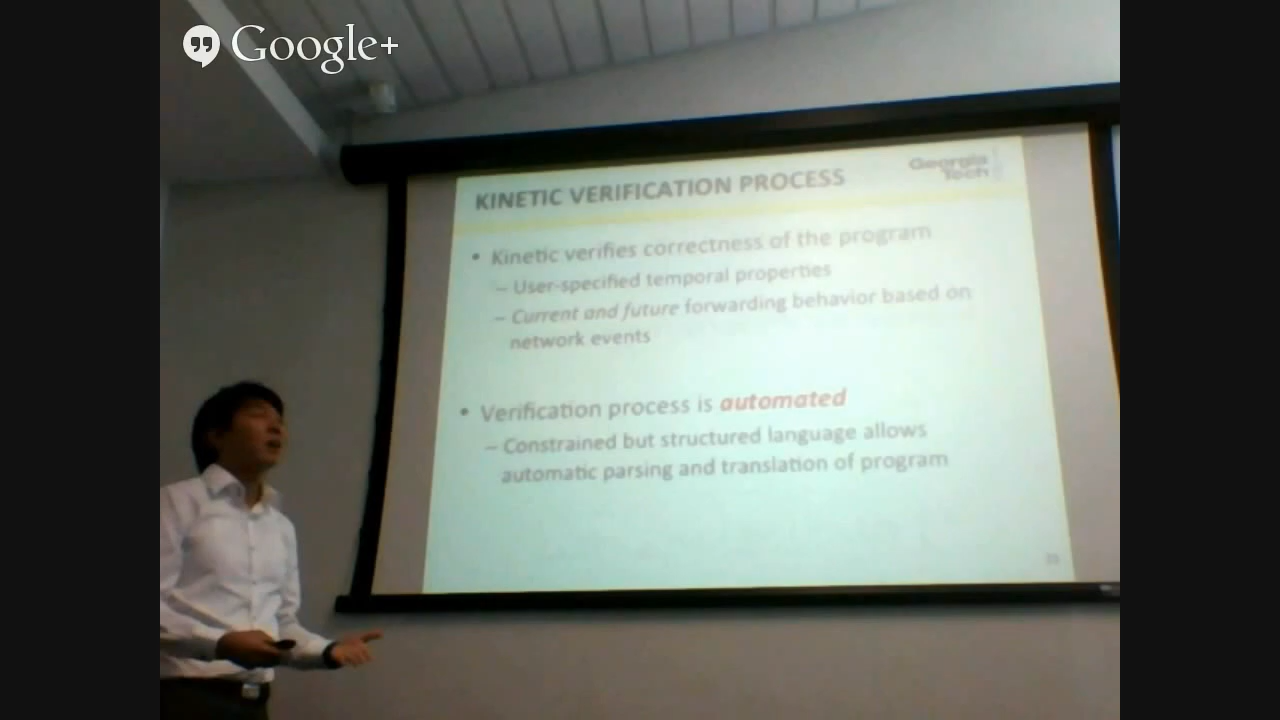 Google+
Georgia
Tech
KINETIC VERIFICATION PROCESS
• Kinetic verifies correctness of the program
– User-specified temporal properties
– Current and future forwarding behavior based on
network events
• Verification process is automated
– Constrained but structured language allows
automatic parsing and translation of program